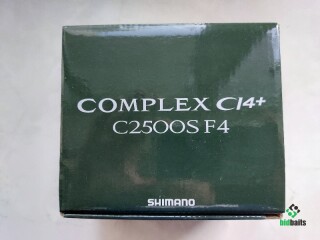 COMPLEX CI4+
C2500S F4
SHIMANO
bidbaits